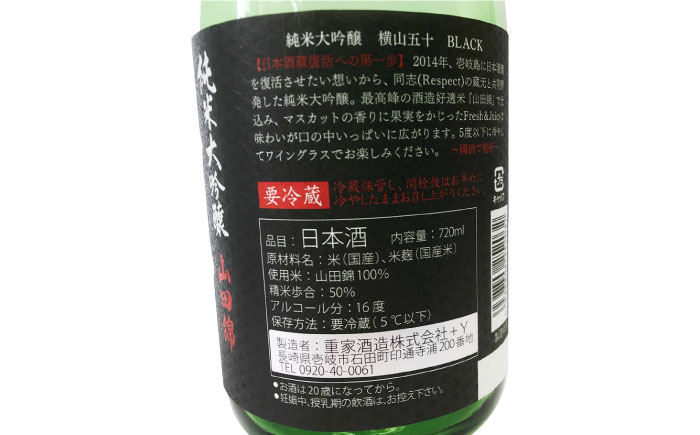 純米大吟醸 横山五十 BLACK
【日本酒蔵復活への第一歩】2014年、壱岐島に日本酒蔵
を復活させたい想いから、同志(Respect)の蔵元と共同開
発した純米大吟醸。最高峰の酒造好適米『山田錦』で仕
込み、マスカットの香りに果実をかじったFresh&Juicyな
味わいが口の中いっぱいに広がります。5度以下に冷やし
てワイングラスでお楽しみください。
要冷蔵
冷蔵保管し、開栓後はお早めに
冷やしたままお召し上がりください
品目:日本酒 内容量:720ml
原材料名:米(国産)、米麹(国産米)
使用米:山田錦100%
精米歩合:50%
アルコール分:16度
保存方法:要冷蔵(5℃以下)
製造者:重家酒造株式会社+Y
長崎県壱岐市石田町印通寺浦200番地
TEL 0920-40-0061
●お酒は20歳になってから。
●妊娠中、授乳期の飲酒は、お控え下さい。
純米大吟醸 山田錦
キャップ